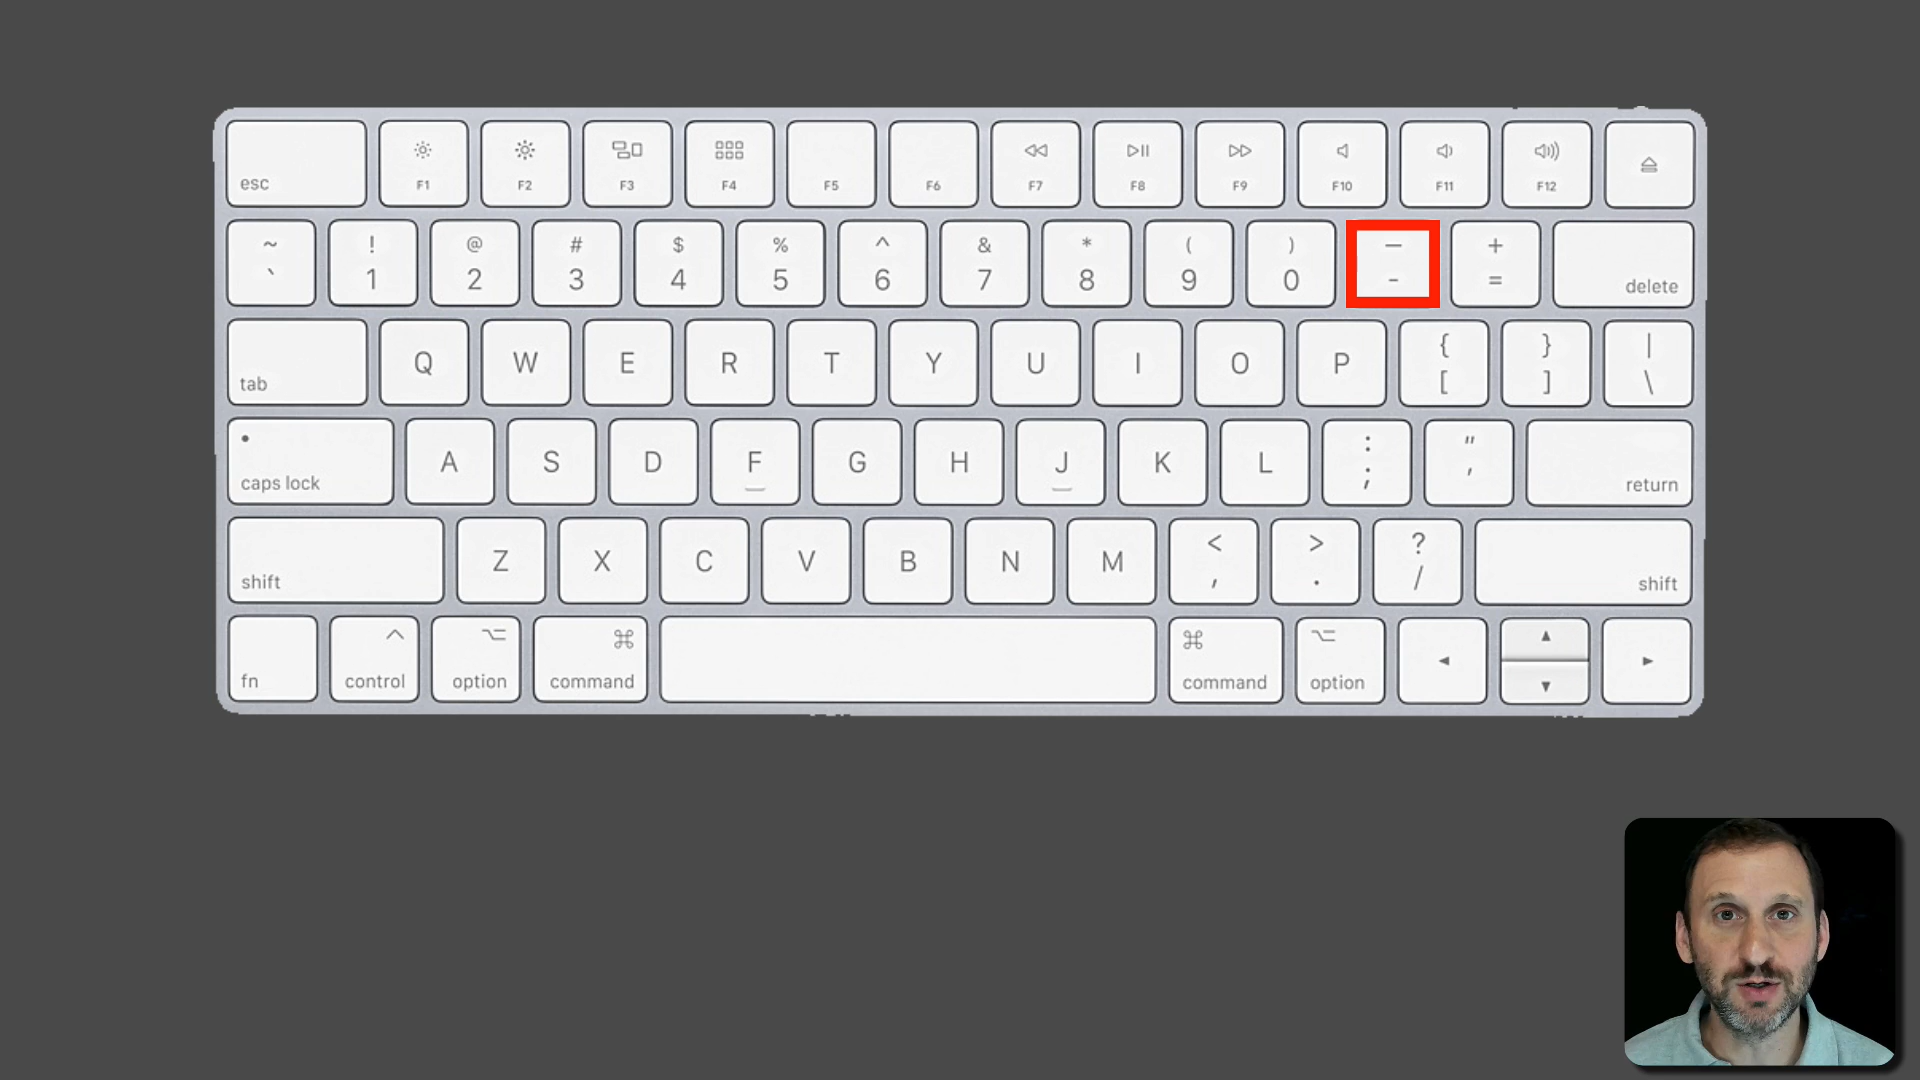 esc F1 F2 F3 F4 F5 F6 F7 F8 F9 F10 F11 F12
~ ! @ # $ % ^ & * ( ) — +
` 1 2 3 4 5 6 7 8 9 0 - = delete
tab Q W E R T Y U I O P { } |
[ ] \
caps lock A S D F G H J K L : "
; ' return
shift Z X C V B N M < > ?
, . / shift
fn control option command command option